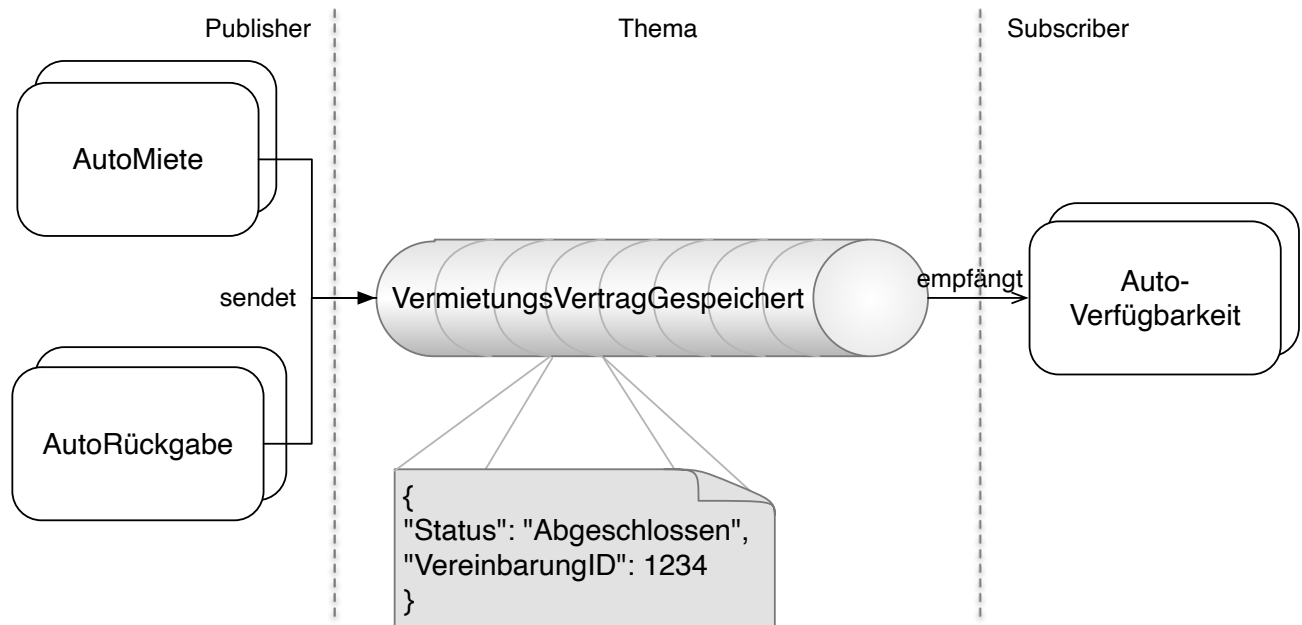 Publisher
Thema
Subscriber
AutoMiete
sendet
VermietungsVertragGespeichert
empfängt
Auto-
Verfügbarkeit
AutoRückgabe
{
"Status": "Abgeschlossen",
"VereinbarungID": 1234
}